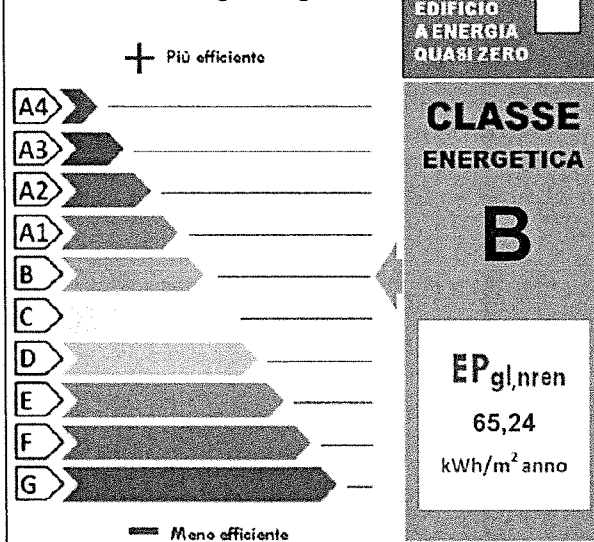 EDIFICIO
A ENERGIA
QUASI ZERO
+ Più efficiente
A4
A3
A2
A1
B
C
D
E
F
G
— Meno efficiente
CLASSE
ENERGETICA
B
EPgl,nren
65,24
kWh/m² anno